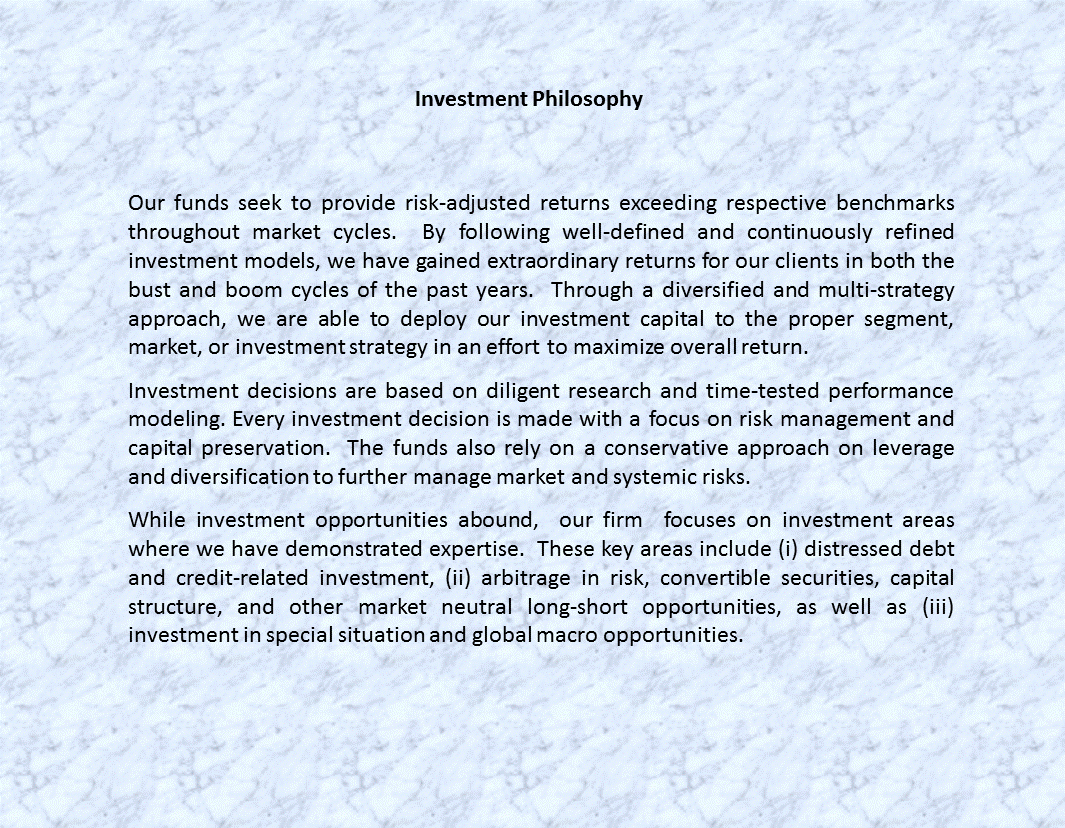 Investment Philosophy
Our funds seek to provide risk-adjusted returns exceeding respective benchmarks
throughout market cycles.  By following well-defined and continuously refined
investment models, we have gained extraordinary returns for our clients in both the
bust and boom cycles of the past years.  Through a diversified and multi-strategy
approach, we are able to deploy our investment capital to the proper segment,
market, or investment strategy in an effort to maximize overall return.
Investment decisions are based on diligent research and time-tested performance
modeling. Every investment decision is made with a focus on risk management and
capital preservation.  The funds also rely on a conservative approach on leverage
and diversification to further manage market and systemic risks.
While investment opportunities abound,  our firm  focuses on investment areas
where we have demonstrated expertise.  These key areas include (i) distressed debt
and credit-related investment, (ii) arbitrage in risk, convertible securities, capital
structure, and other market neutral long-short opportunities, as well as (iii)
investment in special situation and global macro opportunities.